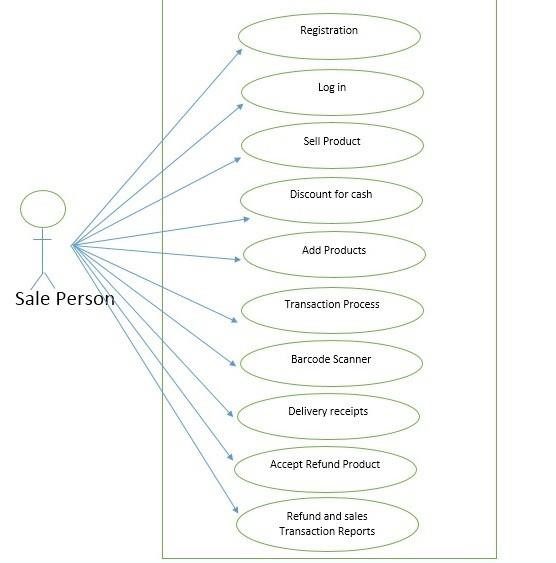 Registration
Log in
Sell Product
Discount for cash
Add Products
Sale Person
Transaction Process
Barcode Scanner
Delivery receipts
Accept Refund Product
Refund and sales
Transaction Reports